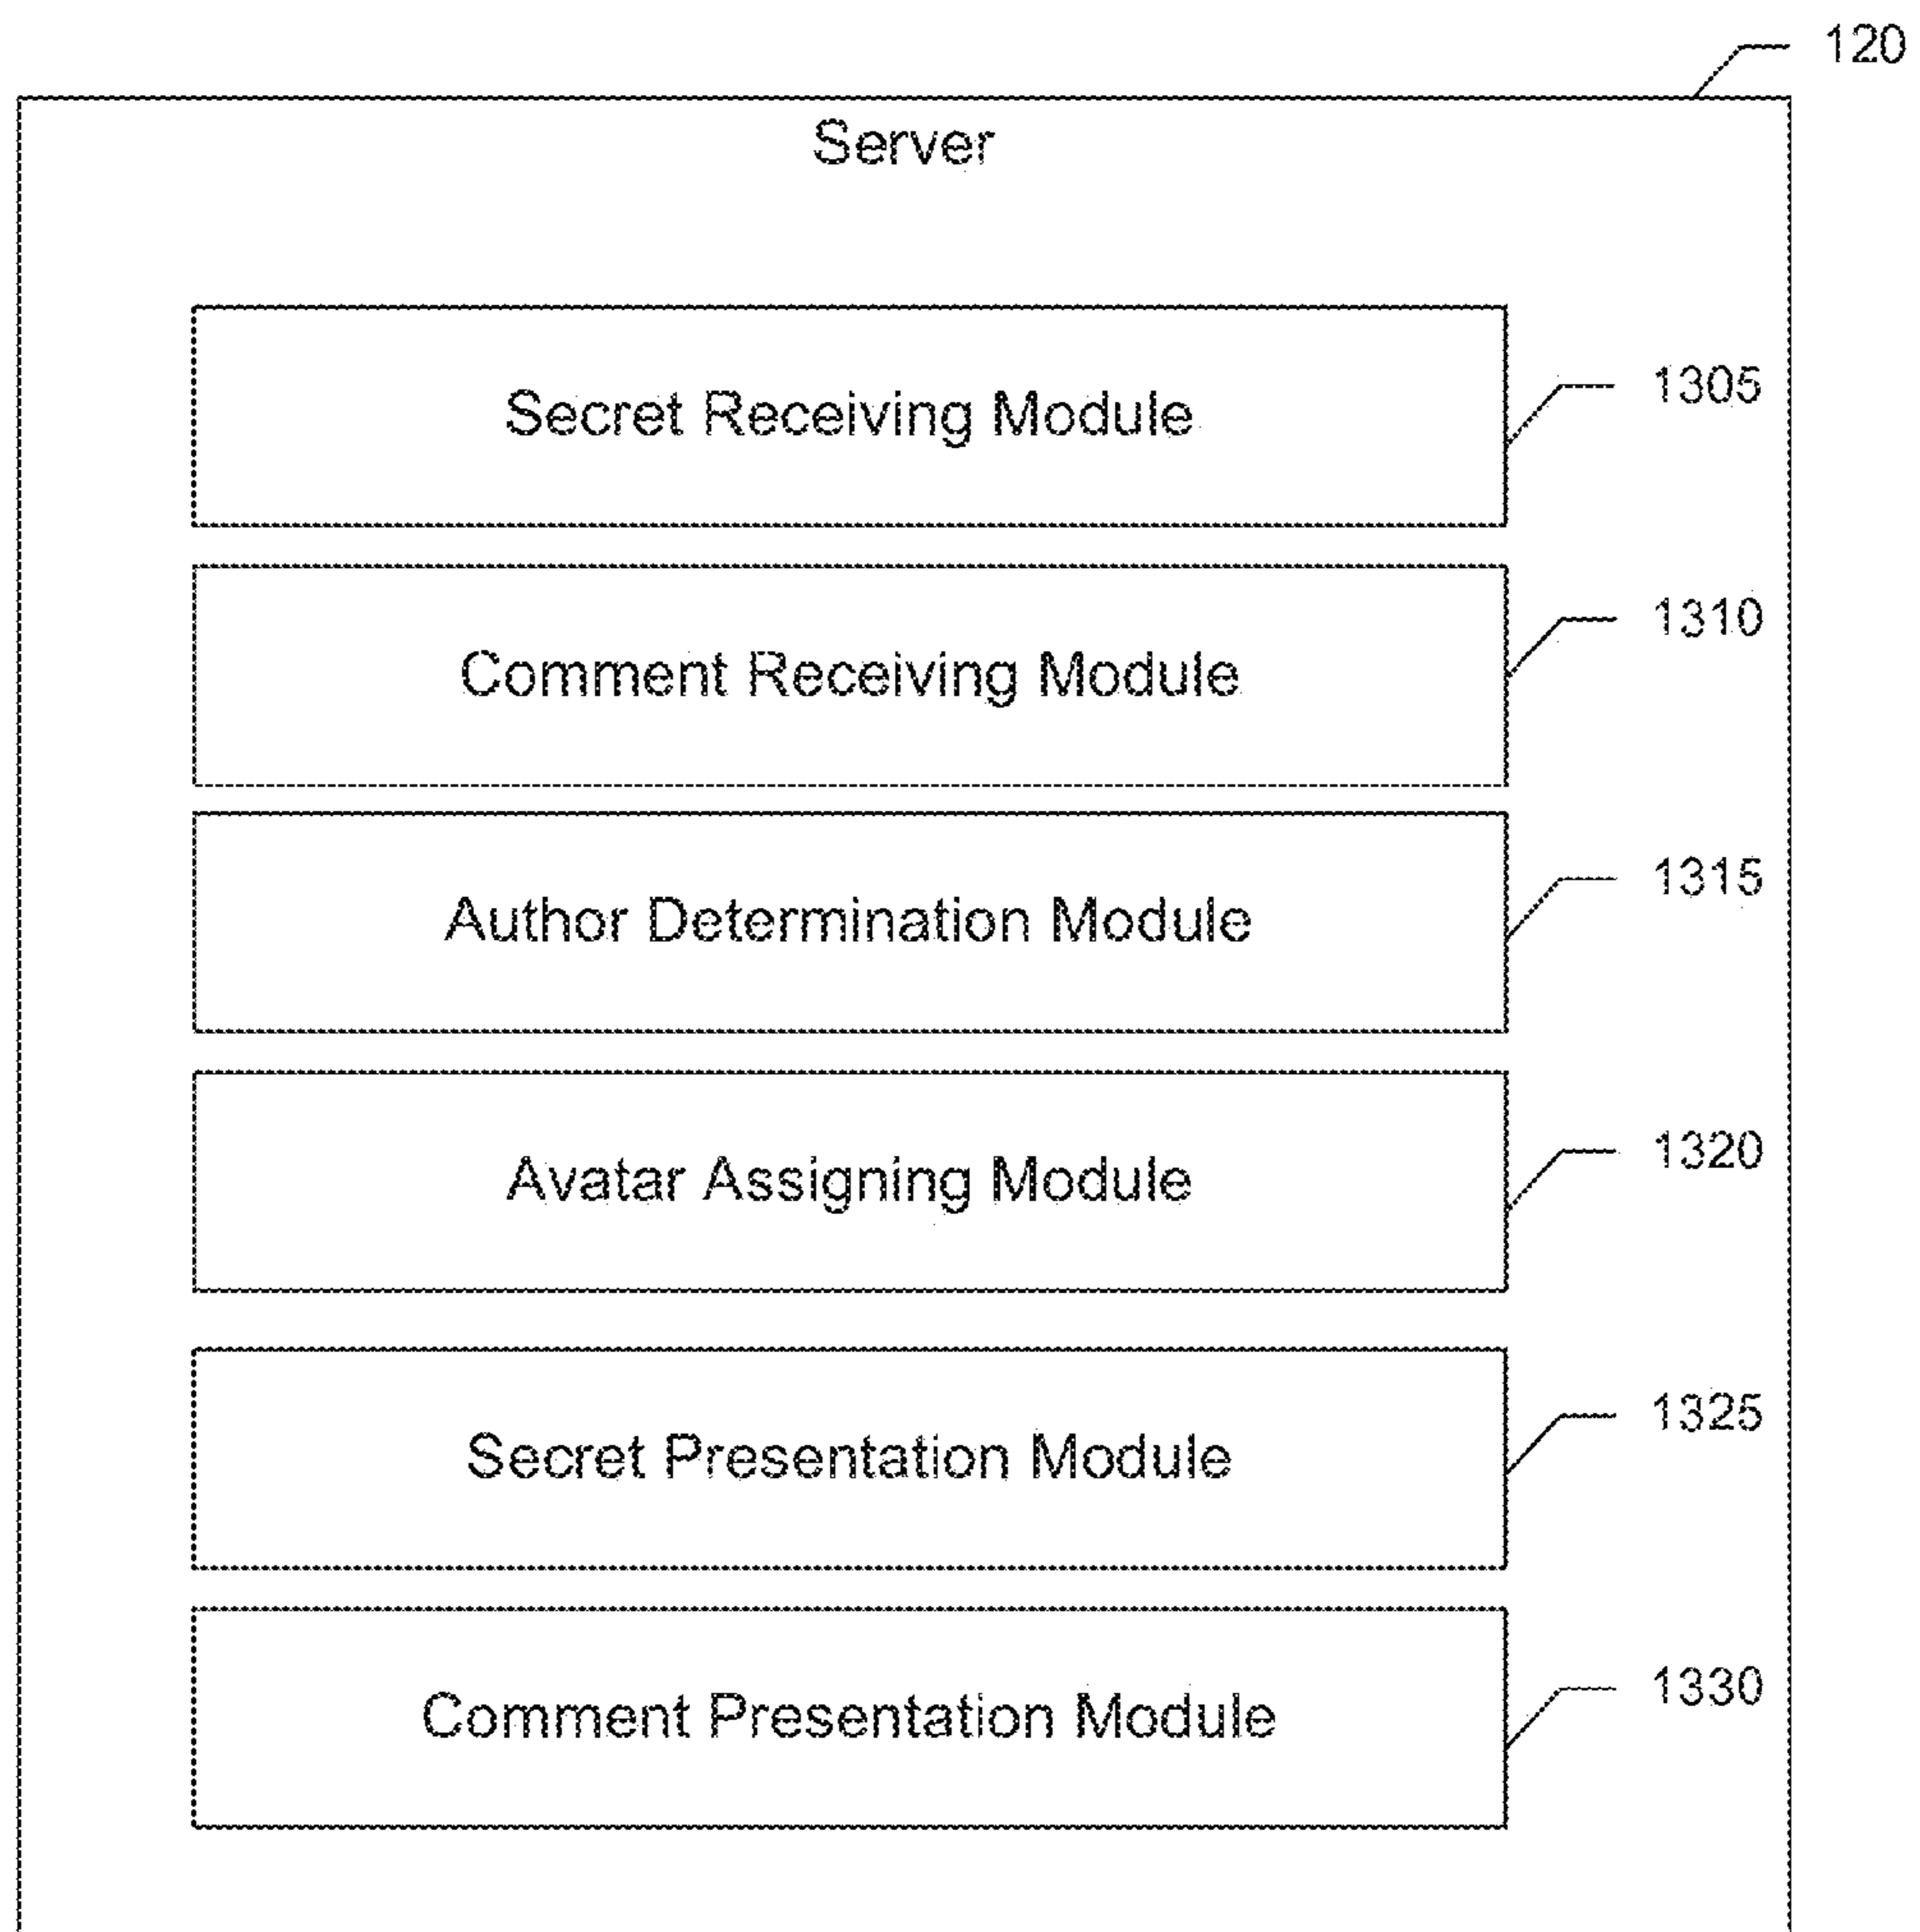 120
Server
Secret Receiving Module
1305
Comment Receiving Module
1310
Author Determination Module
1315
Avatar Assigning Module
1320
Secret Presentation Module
1325
Comment Presentation Module
1330